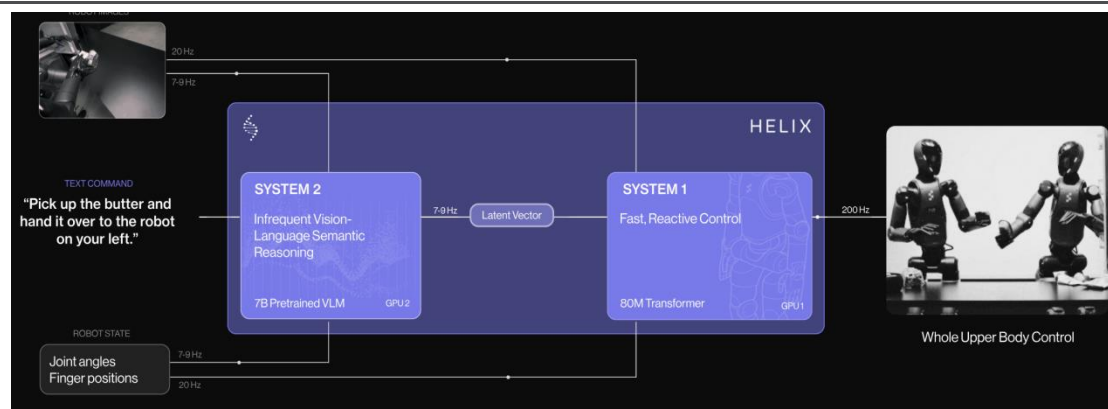 ROBOT IMAGES
20 Hz
7-9 Hz
HELIX
TEXT COMMAND
“Pick up the butter and
hand it over to the robot
on your left.”
SYSTEM 2
Infrequent Vision-
Language Semantic
Reasoning
7B Pretrained VLM
GPU 2
7-9 Hz
Latent Vector
SYSTEM 1
Fast, Reactive Control
80M Transformer
GPU 1
200 Hz
Whole Upper Body Control
ROBOT STATE
Joint angles
Finger positions
7-9 Hz
20 Hz